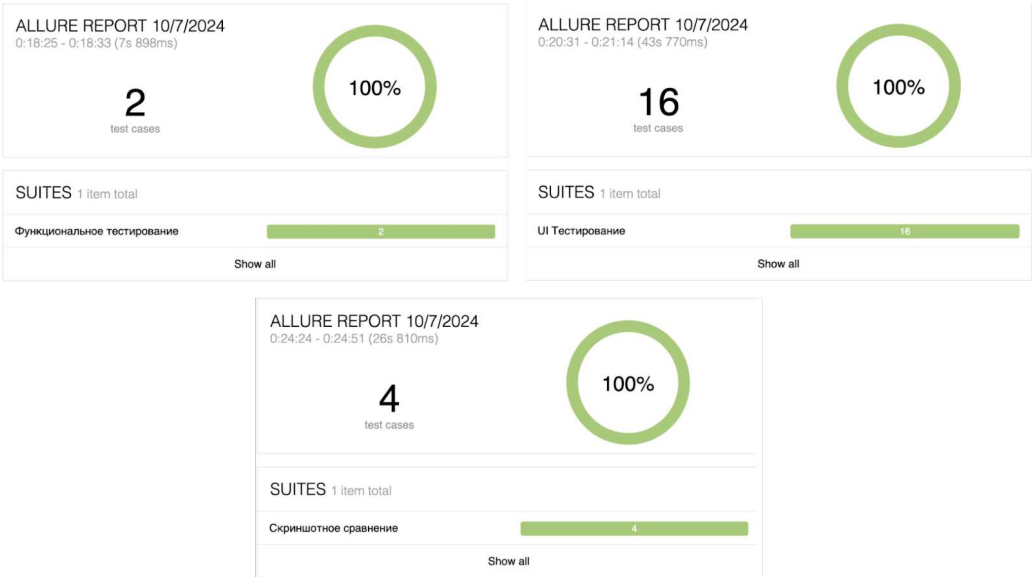 ALLURE REPORT 10/7/2024
0:18:25 - 0:18:33 (7s 898ms)
2
test cases
100%
SUITES 1 item total
Функциональное тестирование 2
Show all
ALLURE REPORT 10/7/2024
0:20:31 - 0:21:14 (43s 770ms)
16
test cases
100%
SUITES 1 item total
UI Тестирование 16
Show all
ALLURE REPORT 10/7/2024
0:24:24 - 0:24:51 (26s 810ms)
4
test cases
100%
SUITES 1 item total
Скриншотное сравнение 4
Show all